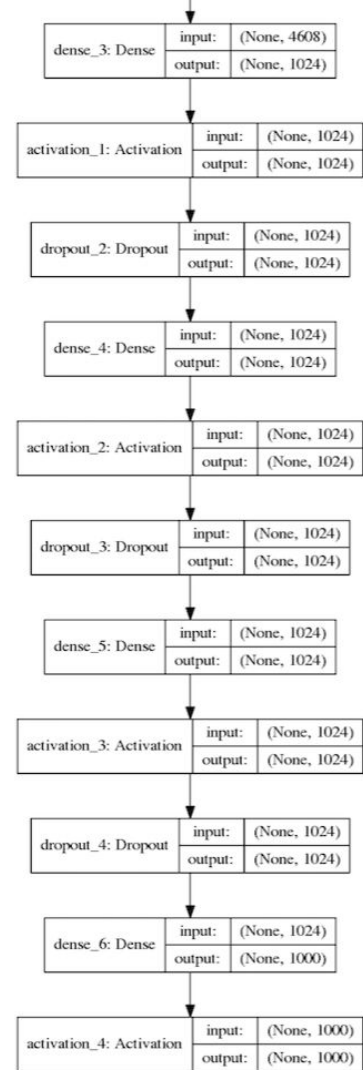 dense_3: Dense
input: (None, 4608)
output: (None, 1024)
activation_1: Activation
input: (None, 1024)
output: (None, 1024)
dropout_2: Dropout
input: (None, 1024)
output: (None, 1024)
dense_4: Dense
input: (None, 1024)
output: (None, 1024)
activation_2: Activation
input: (None, 1024)
output: (None, 1024)
dropout_3: Dropout
input: (None, 1024)
output: (None, 1024)
dense_5: Dense
input: (None, 1024)
output: (None, 1024)
activation_3: Activation
input: (None, 1024)
output: (None, 1024)
dropout_4: Dropout
input: (None, 1024)
output: (None, 1024)
dense_6: Dense
input: (None, 1024)
output: (None, 1000)
activation_4: Activation
input: (None, 1000)
output: (None, 1000)